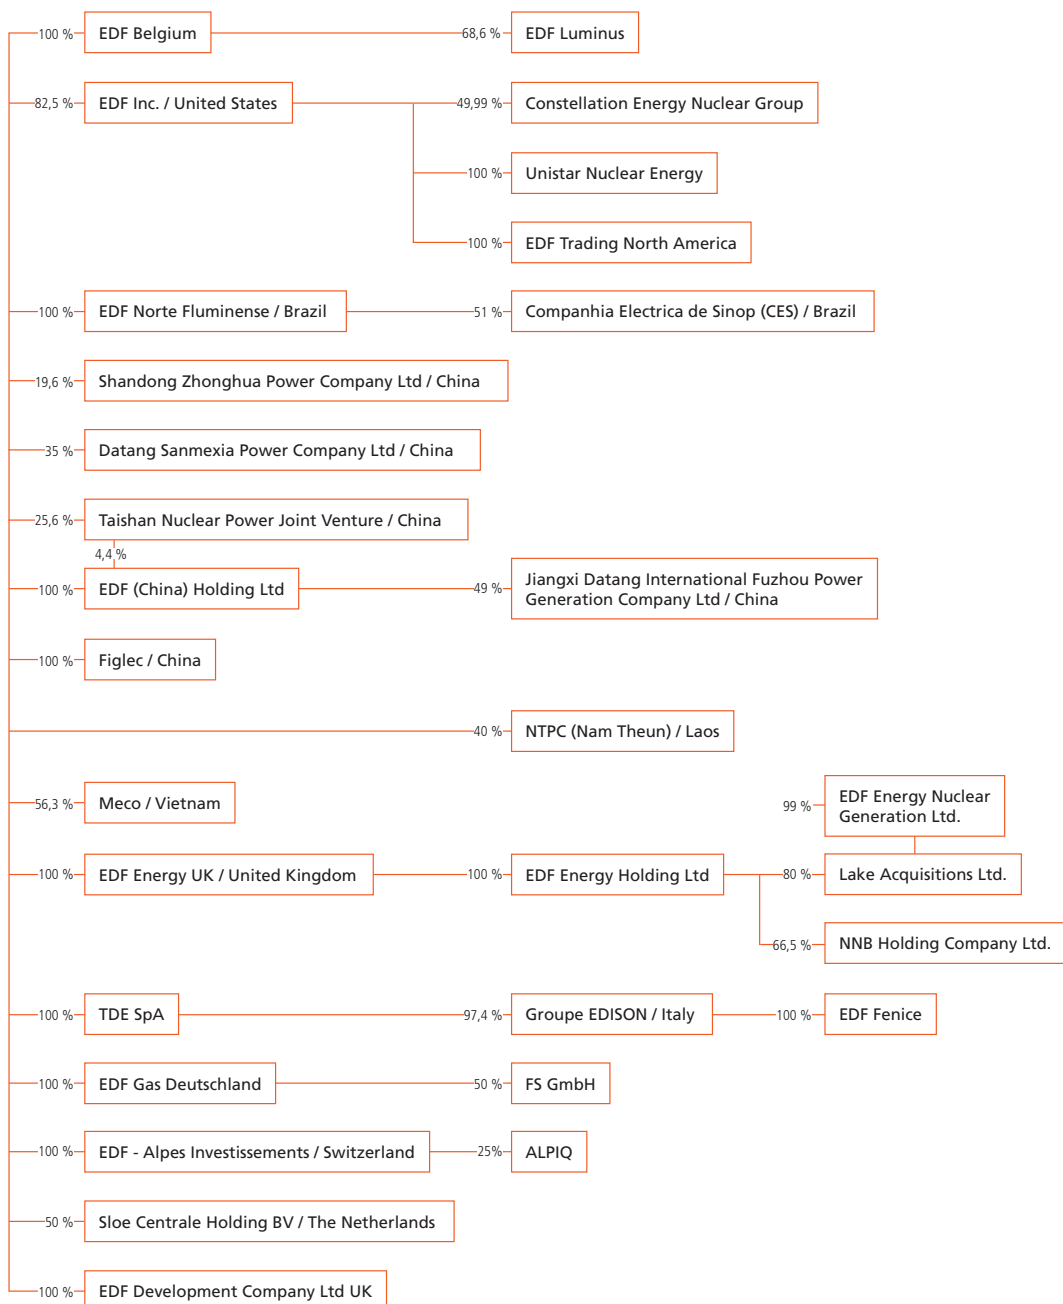 100 % EDF Belgium 68,6 % EDF Luminus
82,5 % EDF Inc. / United States 49,99 % Constellation Energy Nuclear Group
100 % Unistar Nuclear Energy
100 % EDF Trading North America
100 % EDF Norte Fluminense / Brazil 51 % Companhia Electrica de Sinop (CES) / Brazil
19,6 % Shandong Zhonghua Power Company Ltd / China
35 % Datang Sanmexia Power Company Ltd / China
25,6 % Taishan Nuclear Power Joint Venture / China
4,4 %
100 % EDF (China) Holding Ltd 49 % Jiangxi Datang International Fuzhou Power
Generation Company Ltd / China
100 % Figlec / China
40 % NTPC (Nam Theun) / Laos
56,3 % Meco / Vietnam
99 % EDF Energy Nuclear
Generation Ltd.
100 % EDF Energy UK / United Kingdom 100 % EDF Energy Holding Ltd 80 % Lake Acquisitions Ltd.
66,5 % NNB Holding Company Ltd.
100 % TDE SpA 97,4 % Groupe EDISON / Italy 100 % EDF Fenice
100 % EDF Gas Deutschland 50 % FS GmbH
100 % EDF - Alpes Investissements / Switzerland 25% ALPIQ
50 % Sloe Centrale Holding BV / The Netherlands
100 % EDF Development Company Ltd UK